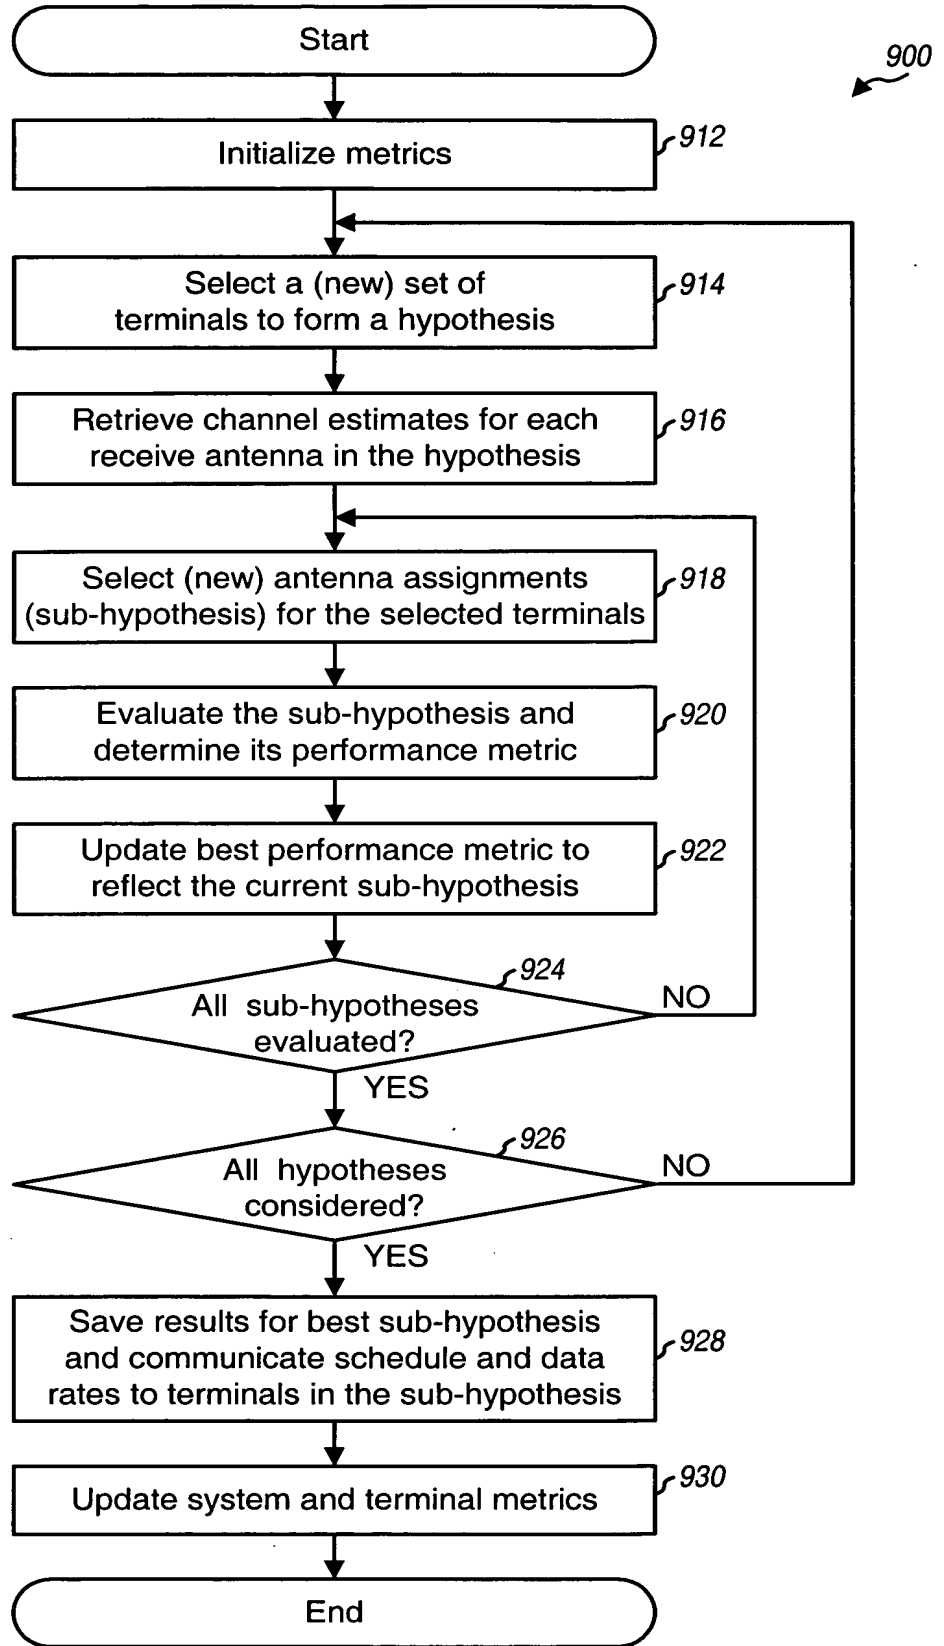 Start
900
Initialize metrics
912
Select a (new) set of
terminals to form a hypothesis
914
Retrieve channel estimates for each
receive antenna in the hypothesis
916
Select (new) antenna assignments
(sub-hypothesis) for the selected terminals
918
Evaluate the sub-hypothesis and
determine its performance metric
920
Update best performance metric to
reflect the current sub-hypothesis
922
924
All sub-hypotheses
evaluated?
NO
YES
926
All hypotheses
considered?
NO
YES
Save results for best sub-hypothesis
and communicate schedule and data
rates to terminals in the sub-hypothesis
928
Update system and terminal metrics
930
End